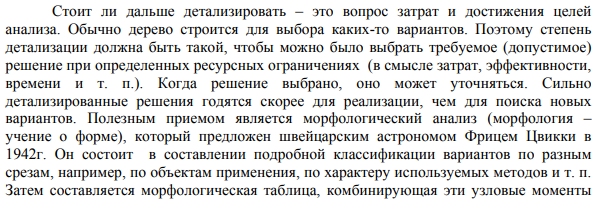 Стоит ли дальше детализировать – это вопрос затрат и достижения целей
анализа. Обычно дерево строится для выбора каких-то вариантов. Поэтому степень
детализации должна быть такой, чтобы можно было выбрать требуемое (допустимое)
решение при определенных ресурсных ограничениях (в смысле затрат, эффективности,
времени и т. п.). Когда решение выбрано, оно может уточняться. Сильно
детализированные решения годятся скорее для реализации, чем для поиска новых
вариантов. Полезным приемом является морфологический анализ (морфология –
учение о форме), который предложен швейцарским астрономом Фрицем Цвикки в
1942г. Он состоит в составлении подробной классификации вариантов по разным
срезам, например, по объектам применения, по характеру используемых методов и т. п.
Затем составляется морфологическая таблица, комбинирующая эти узловые моменты